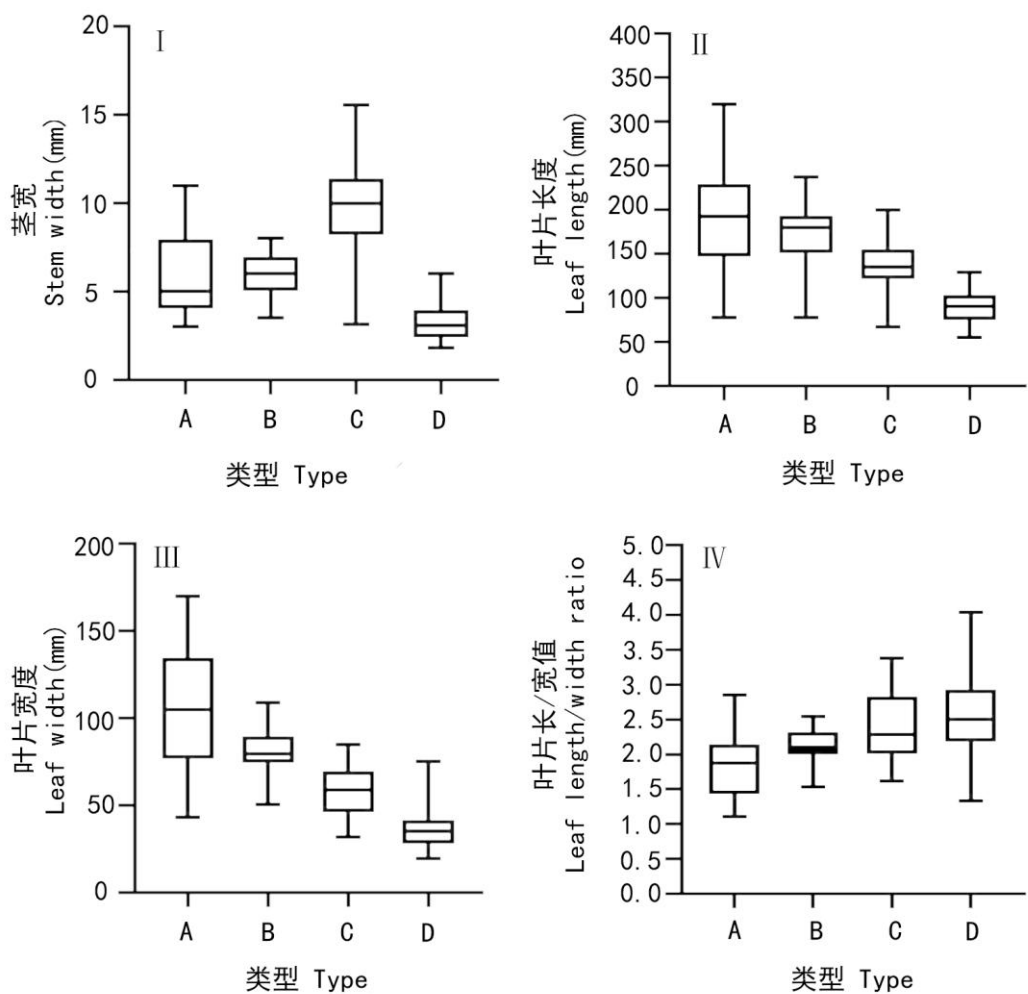 I
茎宽
Stem width(mm)
20
15
10
5
0
A B C D
类型 Type
II
叶片长度
Leaf length(mm)
400
350
300
250
200
150
100
50
0
A B C D
类型 Type
III
叶片宽度
Leaf width(mm)
200
150
100
50
0
A B C D
类型 Type
IV
叶片长/宽值
Leaf length/width ratio
5.0
4.5
4.0
3.5
3.0
2.5
2.0
1.5
1.0
0.5
0.0
A B C D
类型 Type